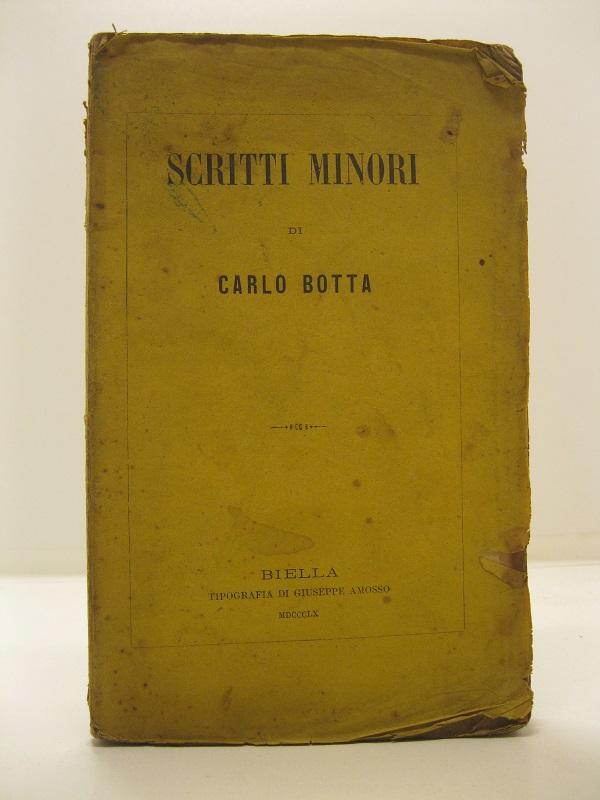 SCRITTI MINORI
DI
CARLO BOTTA
BIELLA
TIPOGRAFIA DI GIUSEPPE AMOSSO
MDCCCLX